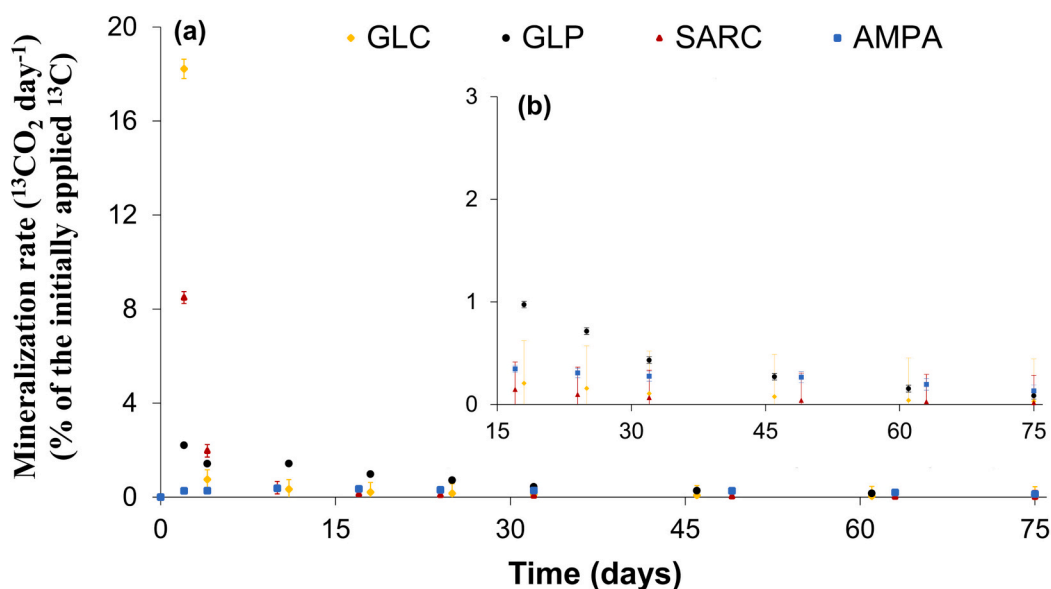 (a)
GLC GLP SARC AMPA
Mineralization rate (¹³CO₂ day⁻¹)
(% of the initially applied ¹³C)
20
16
12
8
4
0
0 15 30 45 60 75
Time (days)
(b)
3
2
1
0
15 30 45 60 75